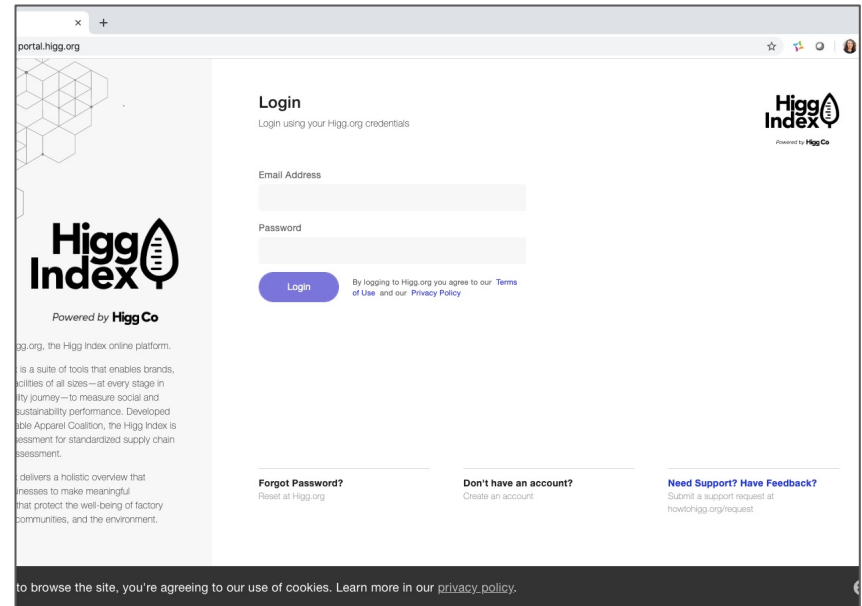 × +
portal.higg.org
Login
Login using your Higg.org credentials
Higg
Index
Powered by Higg Co
Email Address
Password
Login
By logging to Higg.org you agree to our Terms
of Use and our Privacy Policy
Higg
Index
Powered by Higg Co
gg.org, the Higg Index online platform.
is a suite of tools that enables brands,
acilities of all sizes—at every stage in
ility journey—to measure social and
sustainability performance. Developed
able Apparel Coalition, the Higg Index is
sessment for standardized supply chain
ssessment.
delivers a holistic overview that
inesses to make meaningful
that protect the well-being of factory
communities, and the environment.
Forgot Password?
Reset at Higg.org
Don't have an account?
Create an account
Need Support? Have Feedback?
Submit a support request at
howtohigg.org/request
to browse the site, you're agreeing to our use of cookies. Learn more in our privacy policy.